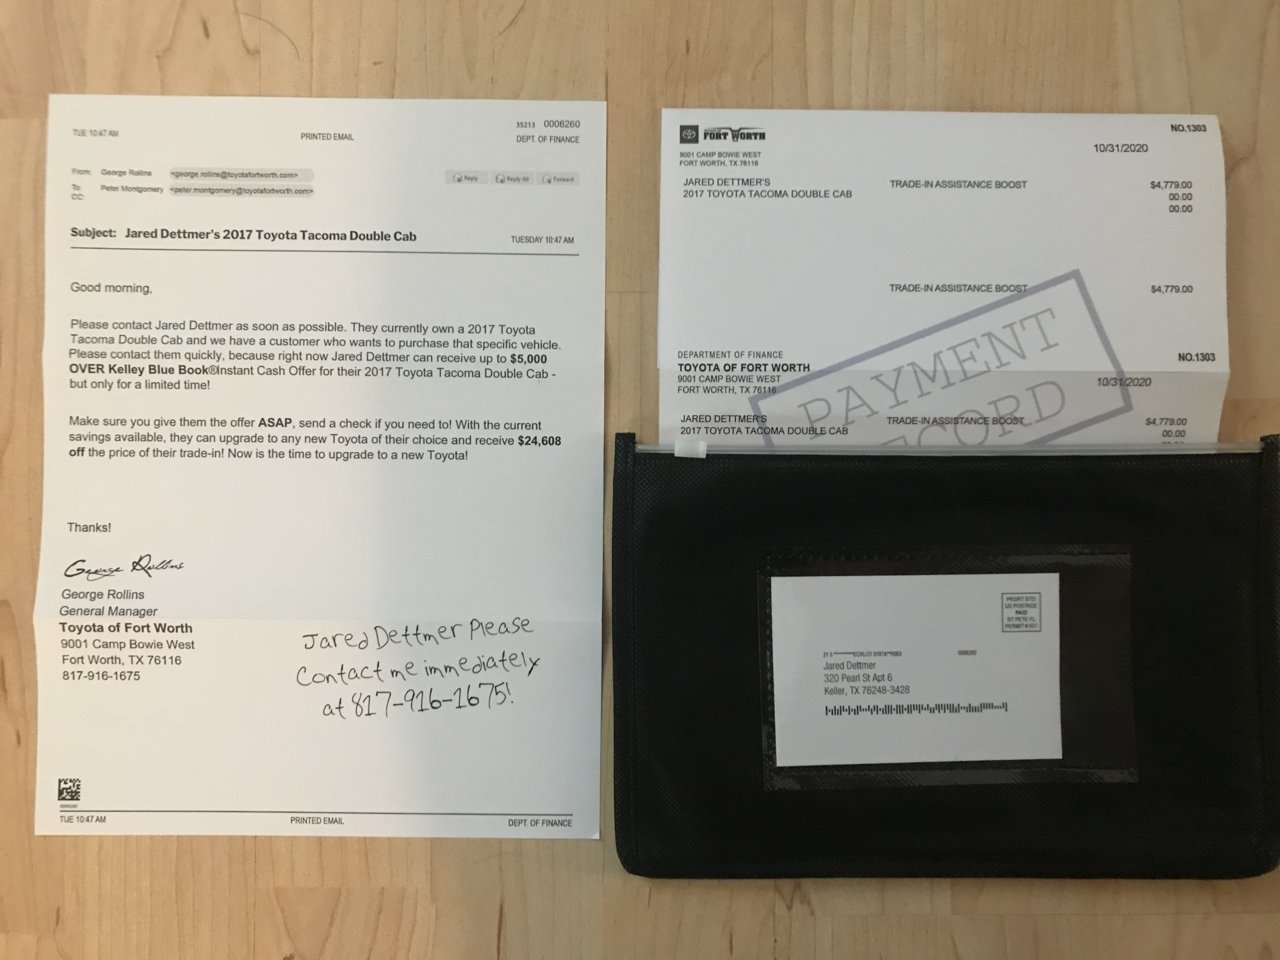 TUE 10:47 AM
PRINTED EMAIL
35213 0006260
DEPT. OF FINANCE
From: George Rollins <george.rollins@toyotafortworth.com>
Reply Reply All Forward
To: Peter Montgomery <peter.montgomery@toyotafortworth.com>
CC:
Subject: Jared Dettmer's 2017 Toyota Tacoma Double Cab
TUESDAY 10:47 AM
Good morning,
Please contact Jared Dettmer as soon as possible. They currently own a 2017 Toyota
Tacoma Double Cab and we have a customer who wants to purchase that specific vehicle.
Please contact them quickly, because right now Jared Dettmer can receive up to $5,000
OVER Kelley Blue Book®Instant Cash Offer for their 2017 Toyota Tacoma Double Cab -
but only for a limited time!
Make sure you give them the offer ASAP, send a check if you need to! With the current
savings available, they can upgrade to any new Toyota of their choice and receive $24,608
off the price of their trade-in! Now is the time to upgrade to a new Toyota!
Thanks!
George Rollins
George Rollins
General Manager
Toyota of Fort Worth
9001 Camp Bowie West
Fort Worth, TX 76116
817-916-1675
Jared Dettmer Please
Contact me immediately
at 817-916-1675!
0006260
TUE 10:47 AM
PRINTED EMAIL
DEPT. OF FINANCE
FORT WORTH
NO.1303
9001 CAMP BOWIE WEST
FORT WORTH, TX 76116
10/31/2020
JARED DETTMER'S
2017 TOYOTA TACOMA DOUBLE CAB
TRADE-IN ASSISTANCE BOOST
$4,779.00
00.00
00.00
TRADE-IN ASSISTANCE BOOST
$4,779.00
PAYMENT
RECORD
DEPARTMENT OF FINANCE
TOYOTA OF FORT WORTH
9001 CAMP BOWIE WEST
FORT WORTH, TX 76116
NO.1303
10/31/2020
JARED DETTMER'S
2017 TOYOTA TACOMA DOUBLE CAB
TRADE-IN ASSISTANCE BOOST
$4,779.00
00.00
PRSRT STD
US POSTAGE
PAID
ST PETE, FL
0006260
Jared Dettmer
320 Pearl St Apt 6
Keller, TX 76248-3428